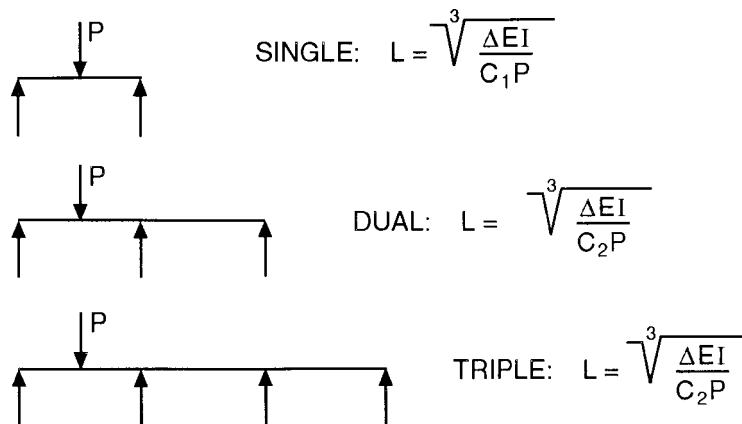 P
SINGLE: L = ∛(ΔEI / C₁P)
P
DUAL: L = ∛(ΔEI / C₂P)
P
TRIPLE: L = ∛(ΔEI / C₂P)